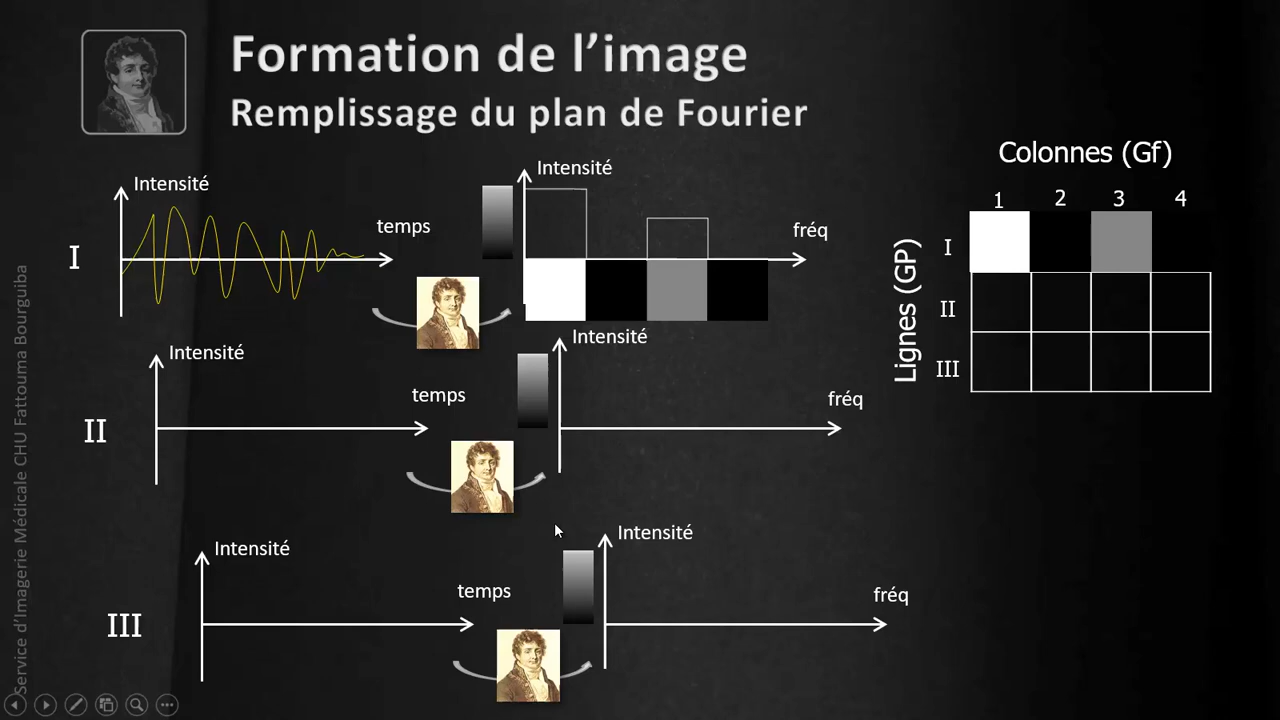 Formation de l'image
Remplissage du plan de Fourier
Colonnes (Gf)
1 2 3 4
Lignes (GP)
I
II
III
I
Intensité
temps
Intensité
fréq
II
Intensité
temps
Intensité
fréq
III
Intensité
temps
Intensité
fréq
Service d'Imagerie Médicale CHU Fattouma Bourguiba